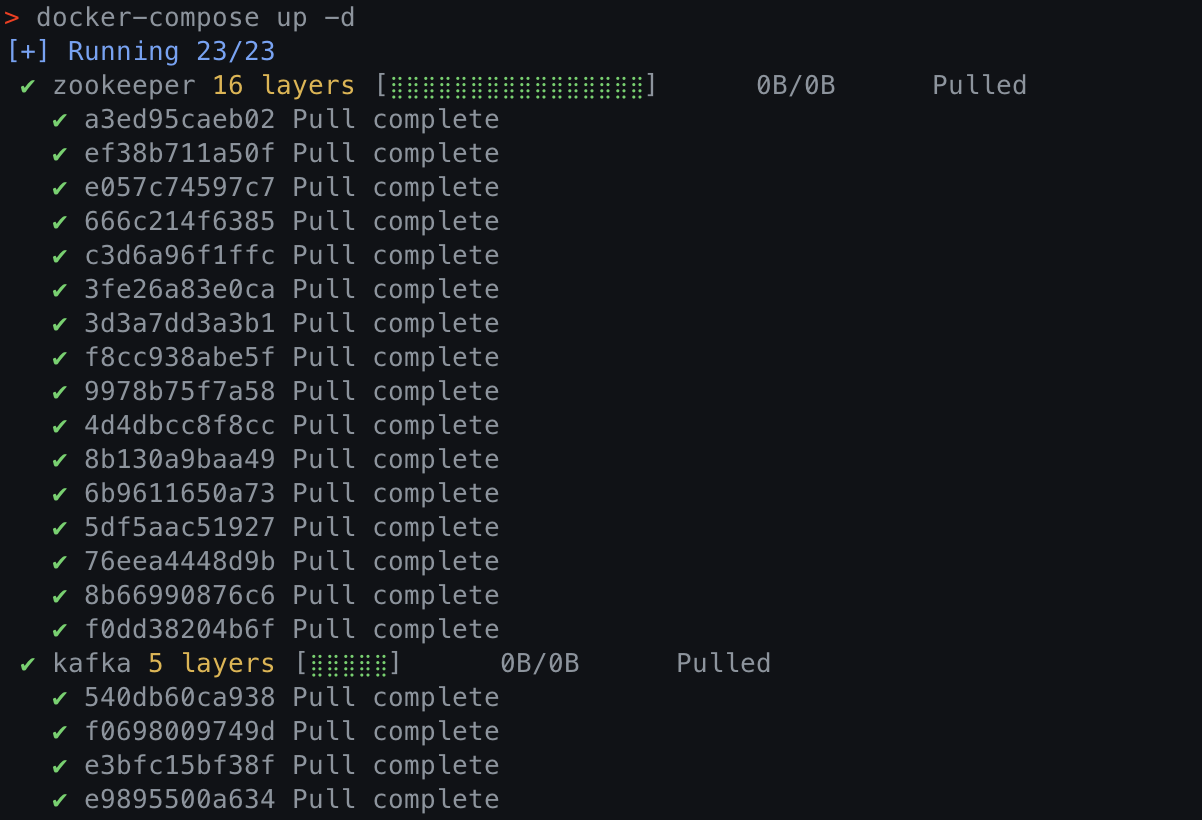 > docker-compose up -d
[+] Running 23/23
✔ zookeeper 16 layers [⣿⣿⣿⣿⣿⣿⣿⣿⣿⣿⣿⣿⣿⣿⣿⣿] 0B/0B Pulled
✔ a3ed95caeb02 Pull complete
✔ ef38b711a50f Pull complete
✔ e057c74597c7 Pull complete
✔ 666c214f6385 Pull complete
✔ c3d6a96f1ffc Pull complete
✔ 3fe26a83e0ca Pull complete
✔ 3d3a7dd3a3b1 Pull complete
✔ f8cc938abe5f Pull complete
✔ 9978b75f7a58 Pull complete
✔ 4d4dbcc8f8cc Pull complete
✔ 8b130a9baa49 Pull complete
✔ 6b9611650a73 Pull complete
✔ 5df5aac51927 Pull complete
✔ 76eea4448d9b Pull complete
✔ 8b66990876c6 Pull complete
✔ f0dd38204b6f Pull complete
✔ kafka 5 layers [⣿⣿⣿⣿⣿] 0B/0B Pulled
✔ 540db60ca938 Pull complete
✔ f0698009749d Pull complete
✔ e3bfc15bf38f Pull complete
✔ e9895500a634 Pull complete